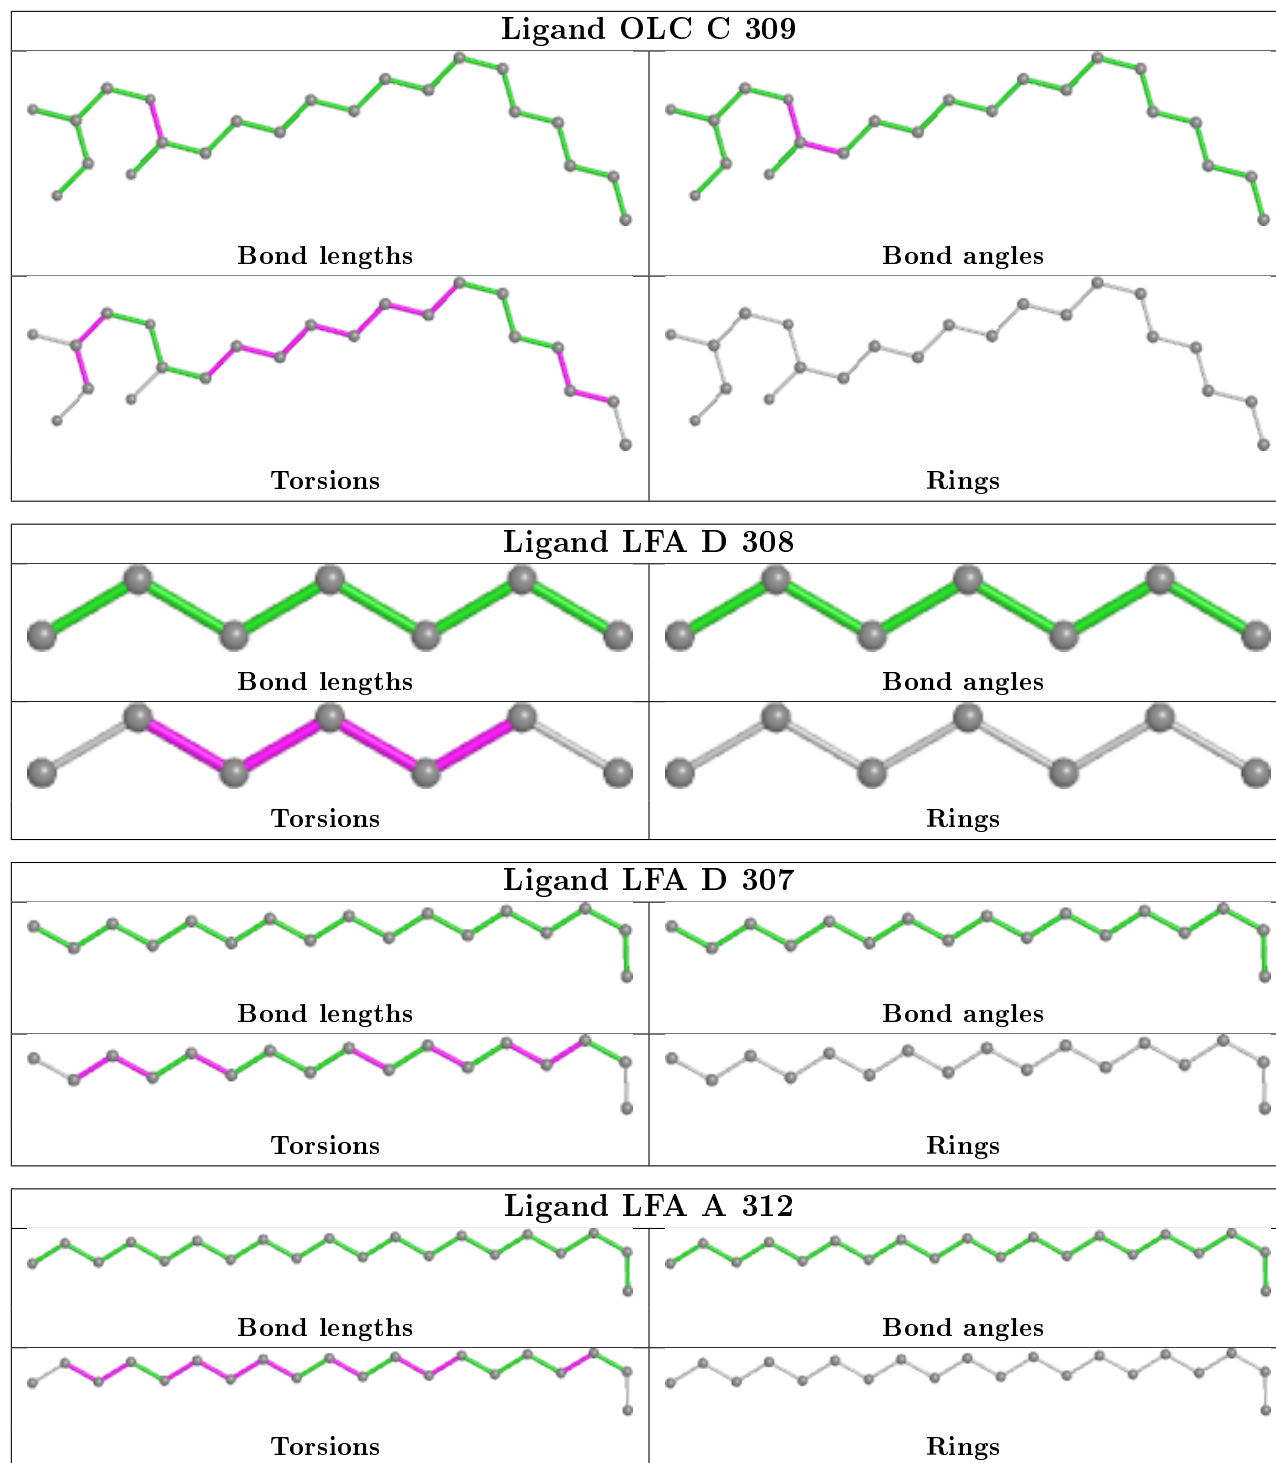 Ligand OLC C 309
Bond lengths
Bond angles
Torsions
Rings
Ligand LFA D 308
Bond lengths
Bond angles
Torsions
Rings
Ligand LFA D 307
Bond lengths
Bond angles
Torsions
Rings
Ligand LFA A 312
Bond lengths
Bond angles
Torsions
Rings